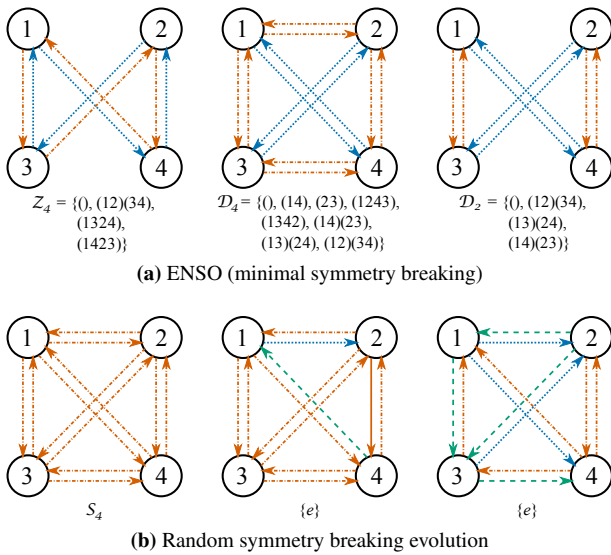 1 2 1 2 1 2
3 4 3 4 3 4
Z₄ = {(), (12)(34), D₄ = {(), (14), (23), (1243), D₂ = {(), (12)(34),
(1324), (1342), (14)(23), (13)(24),
(1423)} (13)(24), (12)(34)} (14)(23)}
(a) ENSO (minimal symmetry breaking)
1 2 1 2 1 2
3 4 3 4 3 4
S₄ {e} {e}
(b) Random symmetry breaking evolution